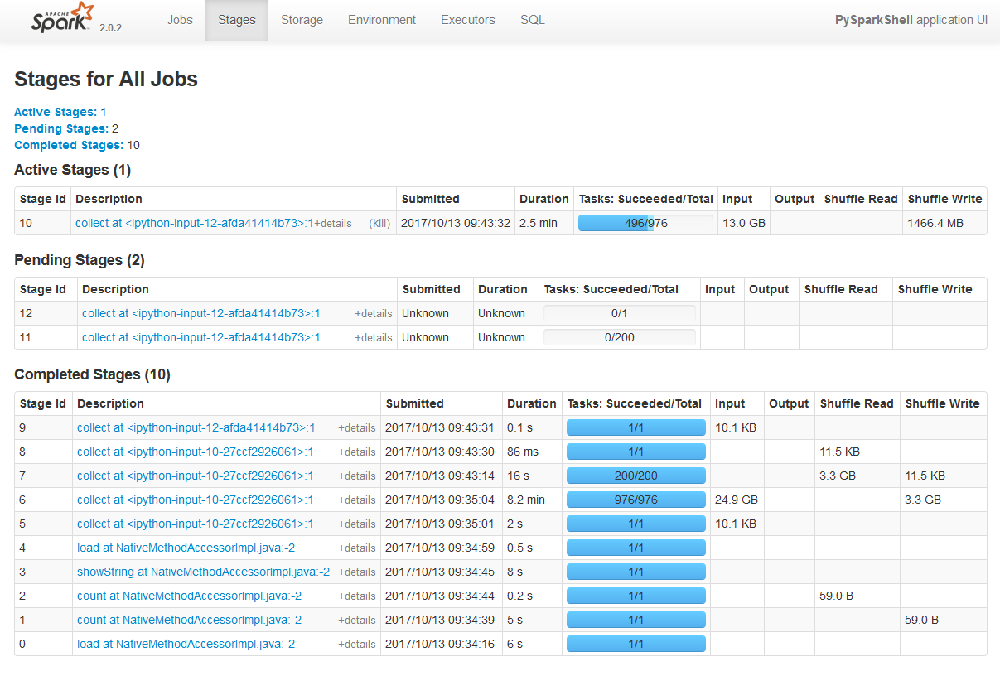 APACHE Spark 2.0.2 Jobs Stages Storage Environment Executors SQL PySparkShell application UI
Stages for All Jobs
Active Stages: 1
Pending Stages: 2
Completed Stages: 10
Active Stages (1)
Stage Id Description Submitted Duration Tasks: Succeeded/Total Input Output Shuffle Read Shuffle Write
10 collect at <ipython-input-12-afda41414b73>:1 +details (kill) 2017/10/13 09:43:32 2.5 min 496/976 13.0 GB 1466.4 MB
Pending Stages (2)
Stage Id Description Submitted Duration Tasks: Succeeded/Total Input Output Shuffle Read Shuffle Write
12 collect at <ipython-input-12-afda41414b73>:1 +details Unknown Unknown 0/1
11 collect at <ipython-input-12-afda41414b73>:1 +details Unknown Unknown 0/200
Completed Stages (10)
Stage Id Description Submitted Duration Tasks: Succeeded/Total Input Output Shuffle Read Shuffle Write
9 collect at <ipython-input-12-afda41414b73>:1 +details 2017/10/13 09:43:31 0.1 s 1/1 10.1 KB
8 collect at <ipython-input-10-27ccf2926061>:1 +details 2017/10/13 09:43:30 86 ms 1/1 11.5 KB
7 collect at <ipython-input-10-27ccf2926061>:1 +details 2017/10/13 09:43:14 16 s 200/200 3.3 GB 11.5 KB
6 collect at <ipython-input-10-27ccf2926061>:1 +details 2017/10/13 09:35:04 8.2 min 976/976 24.9 GB 3.3 GB
5 collect at <ipython-input-10-27ccf2926061>:1 +details 2017/10/13 09:35:01 2 s 1/1 10.1 KB
4 load at NativeMethodAccessorImpl.java:-2 +details 2017/10/13 09:34:59 0.5 s 1/1
3 showString at NativeMethodAccessorImpl.java:-2 +details 2017/10/13 09:34:45 8 s 1/1
2 count at NativeMethodAccessorImpl.java:-2 +details 2017/10/13 09:34:44 0.2 s 1/1 59.0 B
1 count at NativeMethodAccessorImpl.java:-2 +details 2017/10/13 09:34:39 5 s 1/1 59.0 B
0 load at NativeMethodAccessorImpl.java:-2 +details 2017/10/13 09:34:16 6 s 1/1